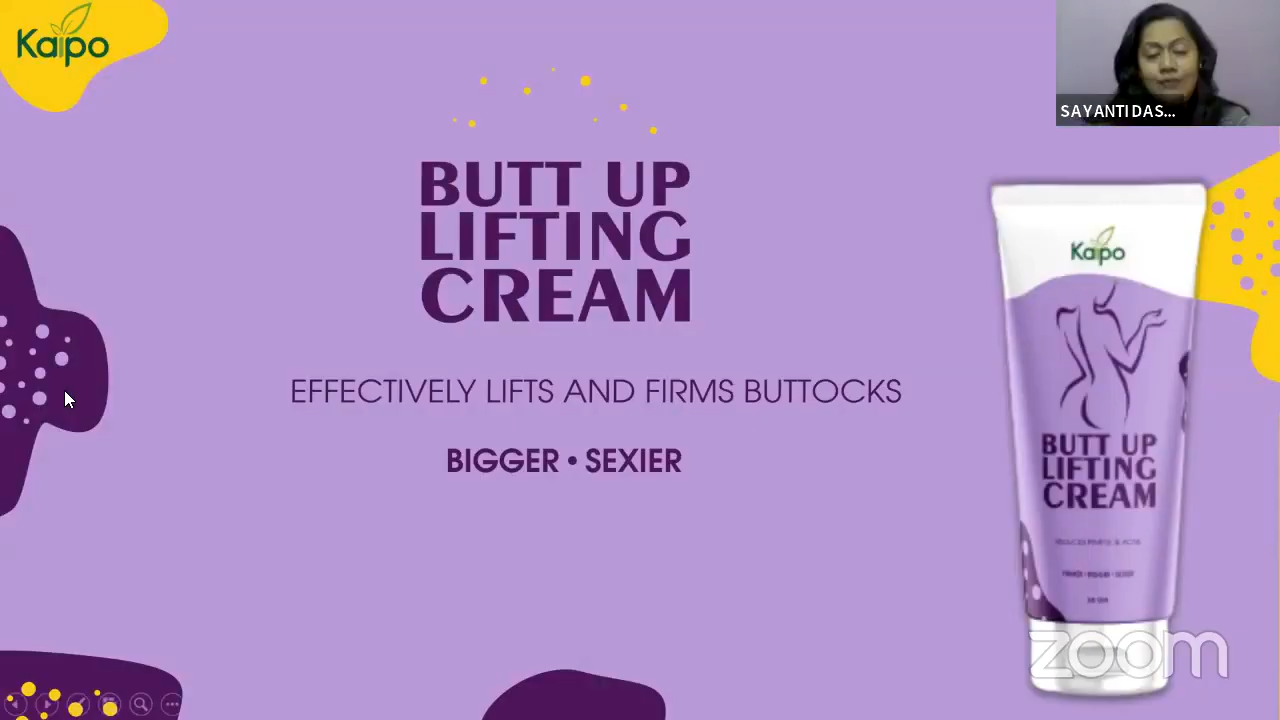 Kaipo
SAYANTI DAS...
BUTT UP
LIFTING
CREAM
EFFECTIVELY LIFTS AND FIRMS BUTTOCKS
BIGGER • SEXIER
Kaipo
BUTT UP
LIFTING
CREAM
zoom